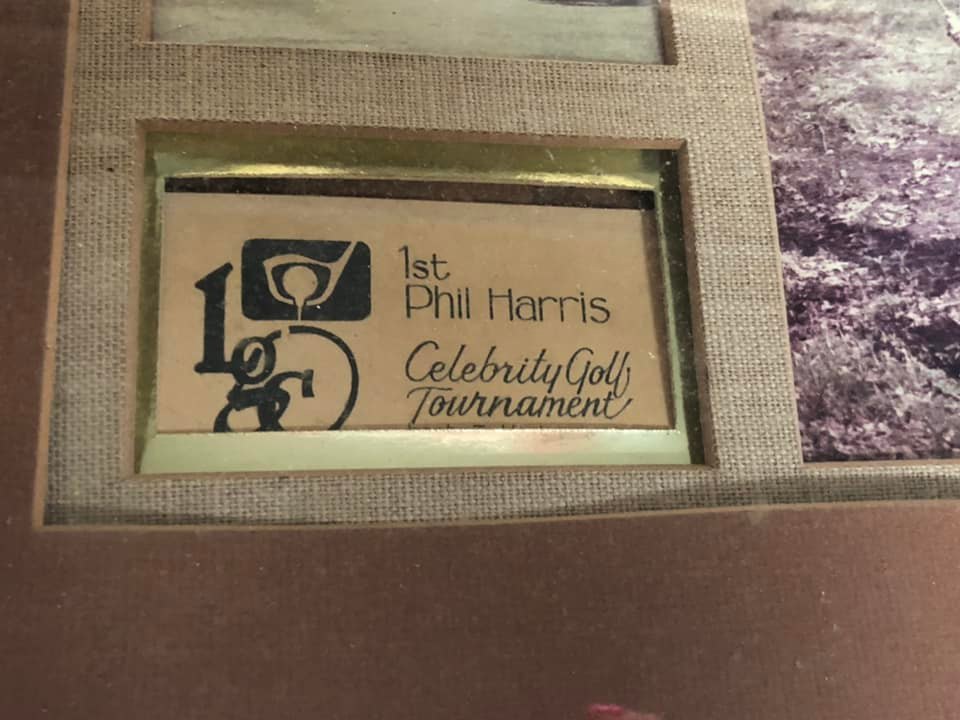 1st
Phil Harris
Celebrity Golf
Tournament